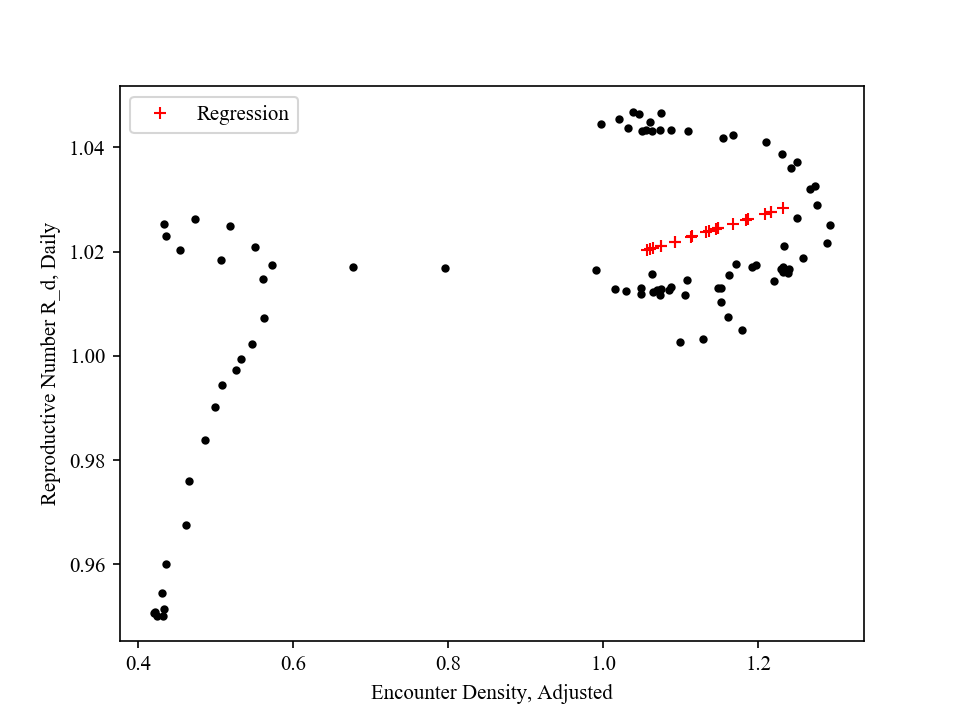 Regression
1.04
1.02
1.00
0.98
0.96
Reproductive Number R_d, Daily
0.4 0.6 0.8 1.0 1.2
Encounter Density, Adjusted